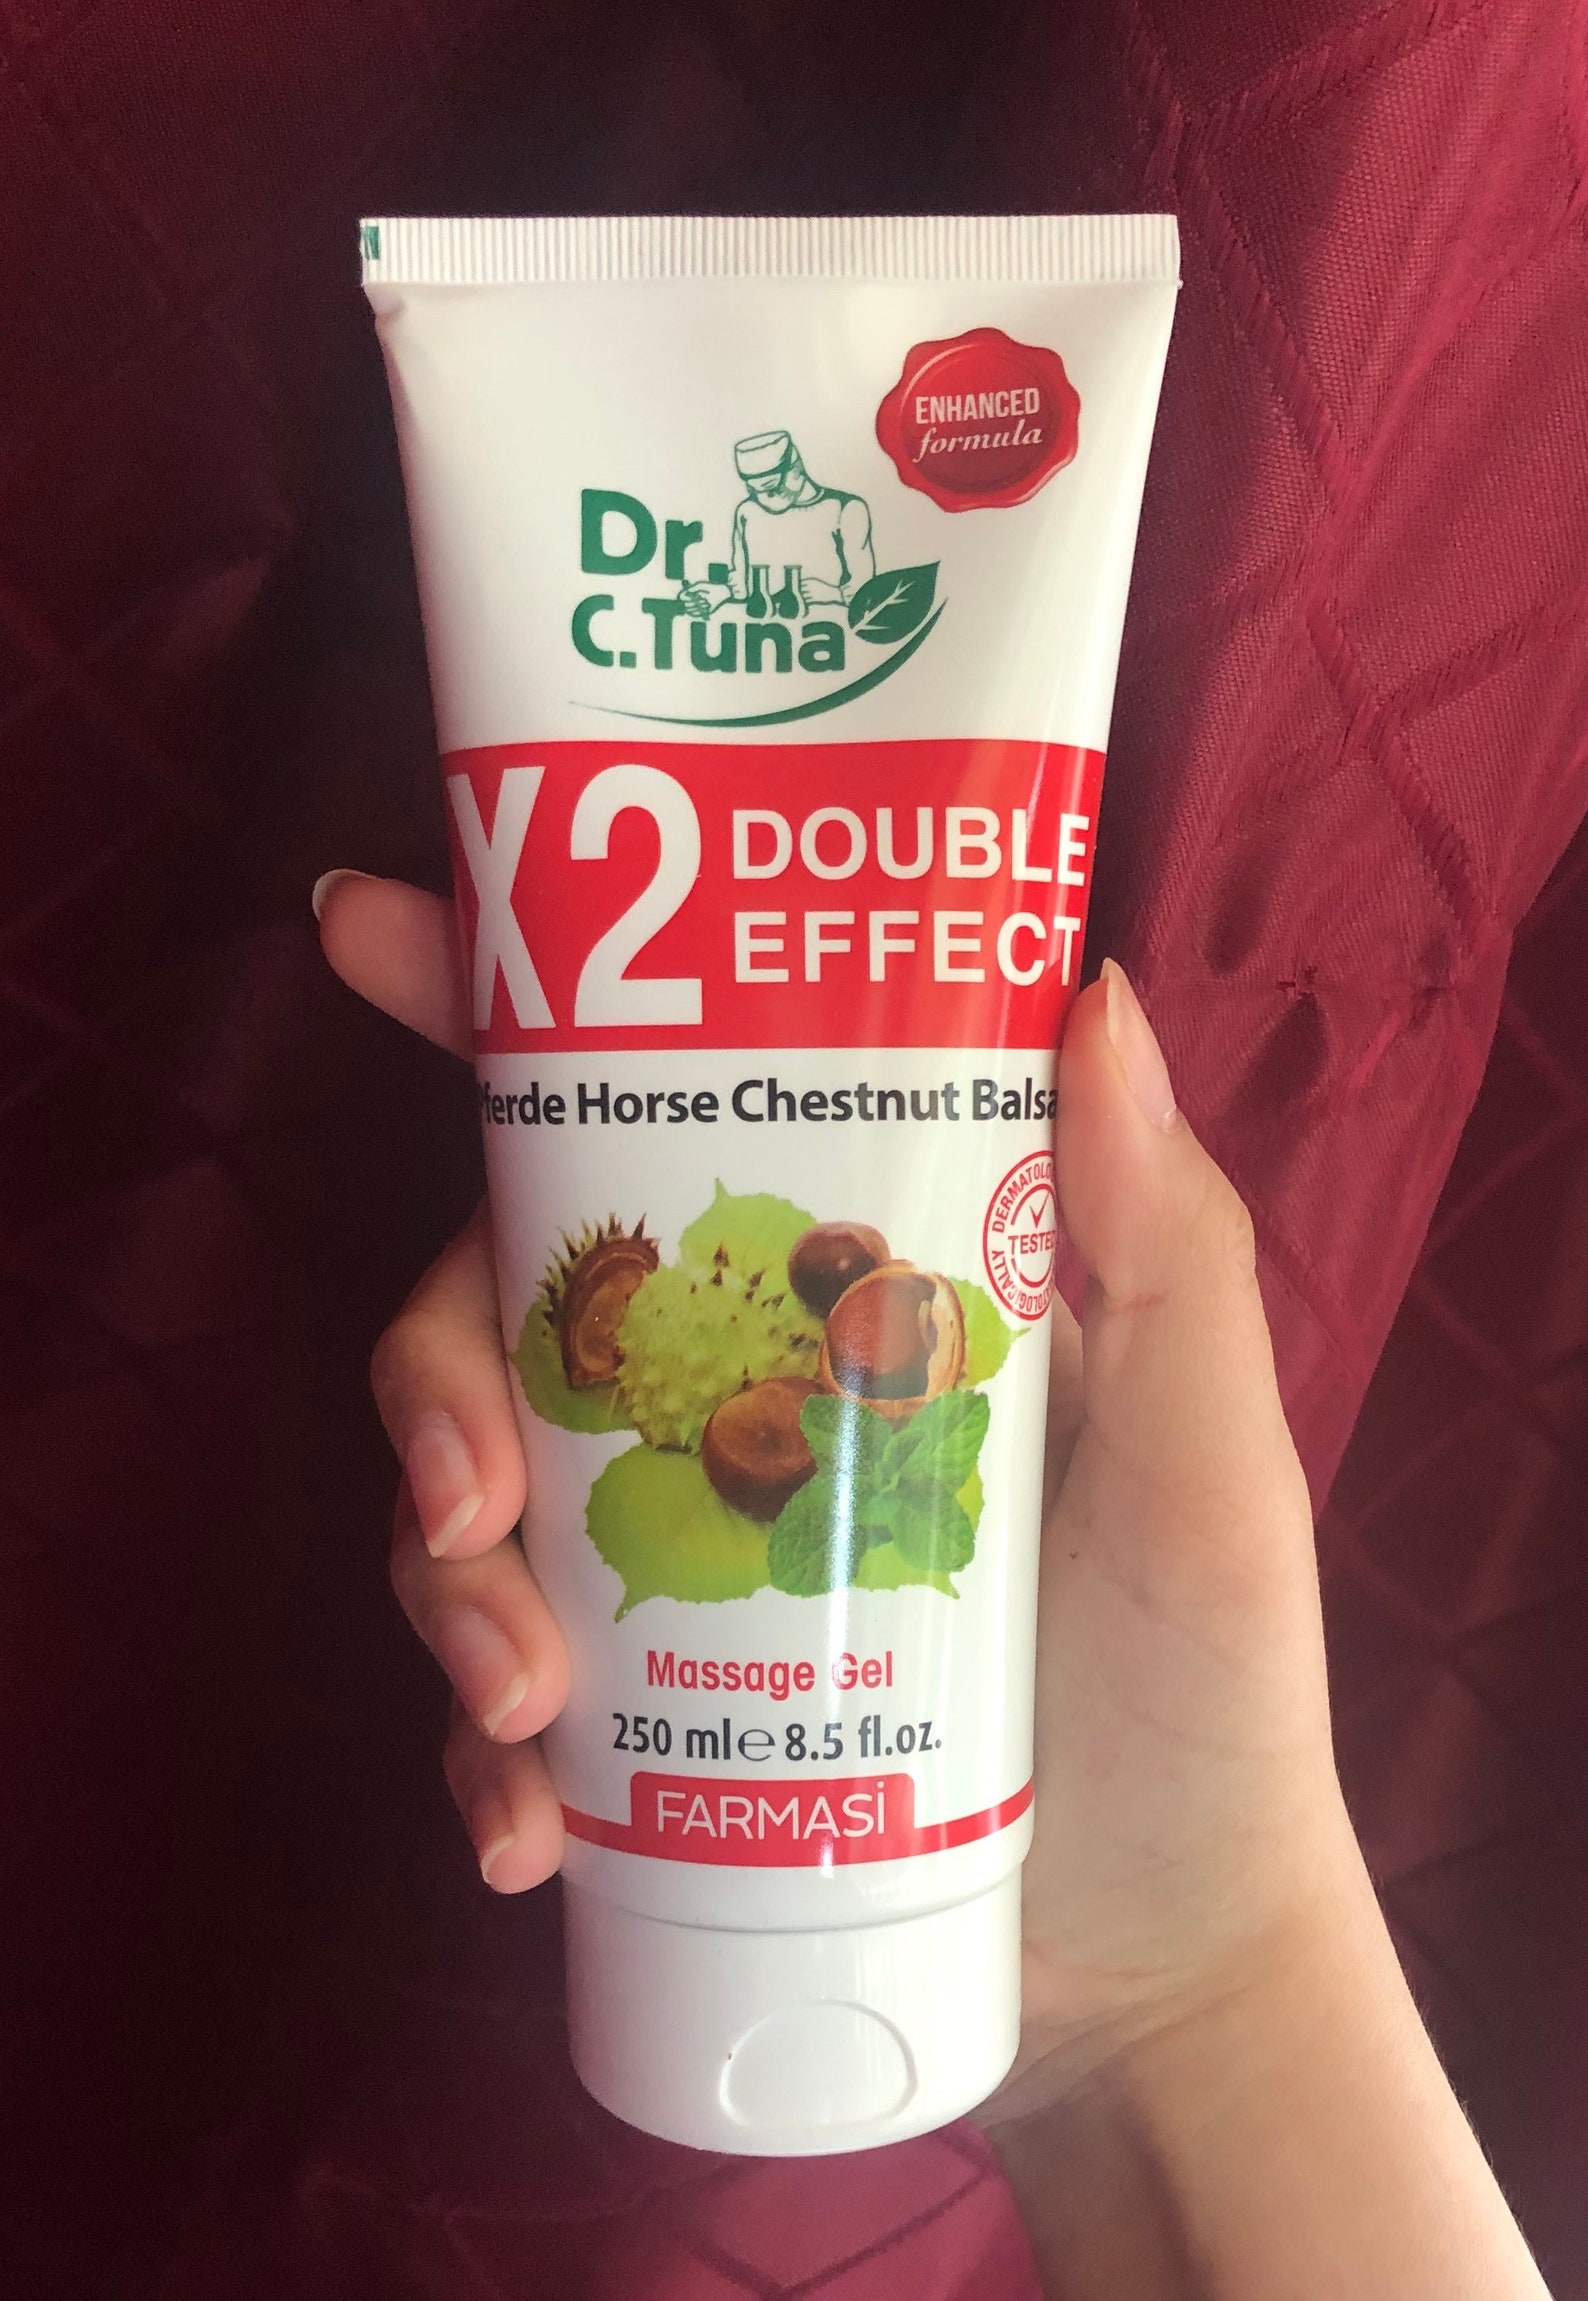 ENHANCED
formula
Dr.
C.Tuna
X2 DOUBLE
EFFECT
Horse Chestnut
DERMATOLOGICALLY
TESTED
Massage Gel
250 ml ℮ 8.5 fl.oz.
FARMASİ